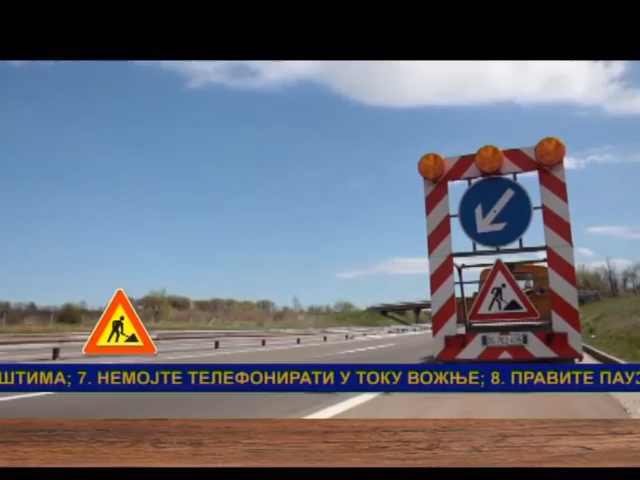 ШТИМА; 7. НЕМОЈТЕ ТЕЛЕФОНИРАТИ У ТОКУ ВОЖЊЕ; 8. ПРАВИТЕ ПАУЗ